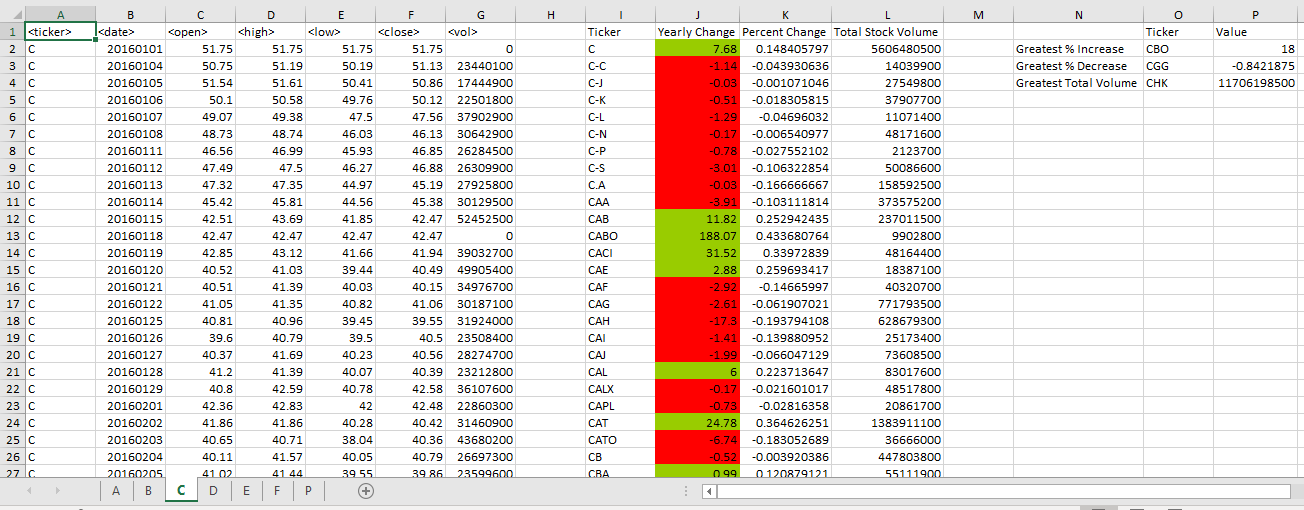 A B C D E F G H I J K L M N O P
1 <ticker> <date> <open> <high> <low> <close> <vol> Ticker Yearly Change Percent Change Total Stock Volume Ticker Value
2 C 20160101 51.75 51.75 51.75 51.75 0 C 7.68 0.148405797 5606480500 Greatest % Increase CBO 18
3 C 20160104 50.75 51.19 50.19 51.13 23440100 C-C -1.14 -0.043930636 14039900 Greatest % Decrease CGG -0.8421875
4 C 20160105 51.54 51.61 50.41 50.86 17444900 C-J -0.03 -0.001071046 27549800 Greatest Total Volume CHK 11706198500
5 C 20160106 50.1 50.58 49.76 50.12 22501800 C-K -0.51 -0.018305815 37907700
6 C 20160107 49.07 49.38 47.5 47.56 37902900 C-L -1.29 -0.04696032 11071400
7 C 20160108 48.73 48.74 46.03 46.13 30642900 C-N -0.17 -0.006540977 48171600
8 C 20160111 46.56 46.99 45.93 46.85 26284500 C-P -0.78 -0.027552102 2123700
9 C 20160112 47.49 47.5 46.27 46.88 26309900 C-S -3.01 -0.106322854 50086600
10 C 20160113 47.32 47.35 44.97 45.19 27925800 C.A -0.03 -0.166666667 158592500
11 C 20160114 45.42 45.81 44.56 45.38 30129500 CAA -3.91 -0.103111814 373575200
12 C 20160115 42.51 43.69 41.85 42.47 52452500 CAB 11.82 0.252942435 237011500
13 C 20160118 42.47 42.47 42.47 42.47 0 CABO 188.07 0.433680764 9902800
14 C 20160119 42.85 43.12 41.66 41.94 39032700 CACI 31.52 0.33972839 48164400
15 C 20160120 40.52 41.03 39.44 40.49 49905400 CAE 2.88 0.259693417 18387100
16 C 20160121 40.51 41.39 40.03 40.15 34976700 CAF -2.92 -0.14665997 40320700
17 C 20160122 41.05 41.35 40.82 41.06 30187100 CAG -2.61 -0.061907021 771793500
18 C 20160125 40.81 40.96 39.45 39.55 31924000 CAH -17.3 -0.193794108 628679300
19 C 20160126 39.6 40.79 39.5 40.5 23508400 CAI -1.41 -0.139880952 25173400
20 C 20160127 40.37 41.69 40.23 40.56 28274700 CAJ -1.99 -0.066047129 73608500
21 C 20160128 41.2 41.39 40.07 40.39 23212800 CAL 6 0.223713647 83017600
22 C 20160129 40.8 42.59 40.78 42.58 36107600 CALX -0.17 -0.021601017 48517800
23 C 20160201 42.36 42.83 42 42.48 22860300 CAPL -0.73 -0.02816358 20861700
24 C 20160202 41.86 41.86 40.28 40.42 31460900 CAT 24.78 0.364626251 1383911100
25 C 20160203 40.65 40.71 38.04 40.36 43680200 CATO -6.74 -0.183052689 36666000
26 C 20160204 40.11 41.57 40.05 40.79 26697300 CB -0.52 -0.003920386 447803800
27 C 20160205 41.02 41.44 39.55 39.86 23599600 CBA 0.99 0.120879121 55111900
A B C D E F P